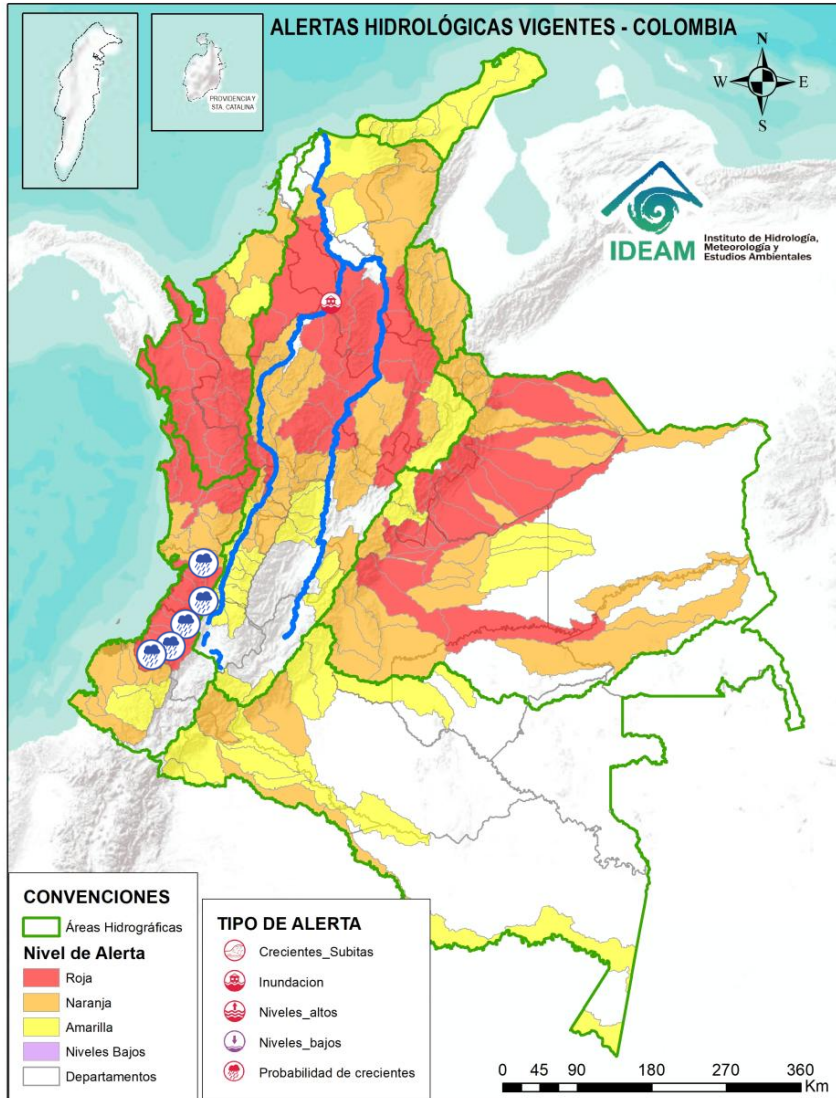 ALERTAS HIDROLÓGICAS VIGENTES - COLOMBIA
PROVIDENCIA Y
STA. CATALINA
N
W
E
S
IDEAM
Instituto de Hidrología,
Meteorología y
Estudios Ambientales
CONVENCIONES
Áreas Hidrográficas
Nivel de Alerta
Roja
Naranja
Amarilla
Niveles Bajos
Departamentos
TIPO DE ALERTA
Crecientes_Subitas
Inundacion
Niveles_altos
Niveles_bajos
Probabilidad de crecientes
0 45 90 180 270 360
Km